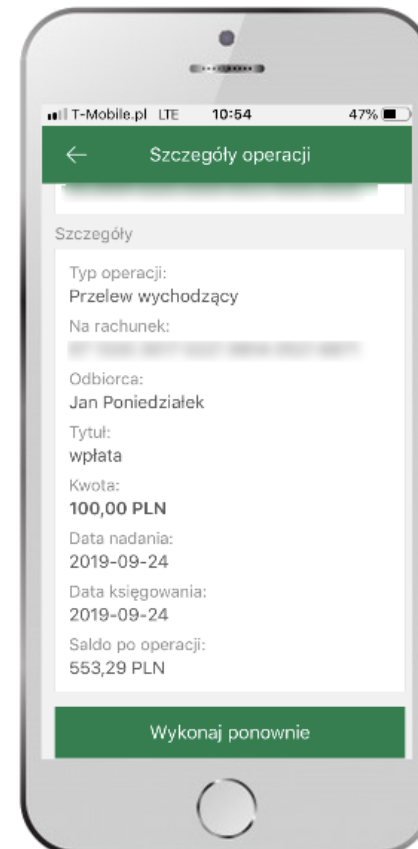 T-Mobile.pl LTE 10:54 47%
Szczegóły operacji
Szczegóły
Typ operacji:
Przelew wychodzący
Na rachunek:
Odbiorca:
Jan Poniedziałek
Tytuł:
wpłata
Kwota:
100,00 PLN
Data nadania:
2019-09-24
Data księgowania:
2019-09-24
Saldo po operacji:
553,29 PLN
Wykonaj ponownie